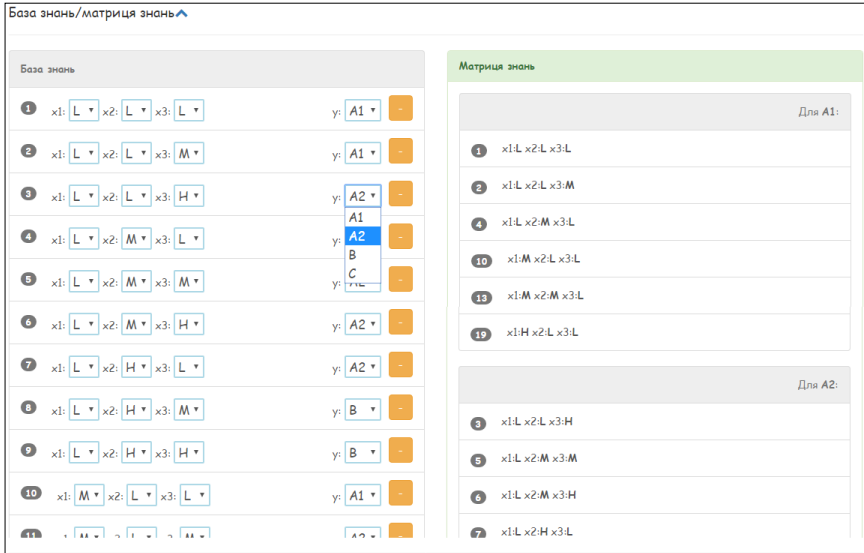 База знань/матриця знань
База знань
1 x1: L x2: L x3: L y: A1 -
2 x1: L x2: L x3: M y: A1 -
3 x1: L x2: L x3: H y: A2 -
A1
A2
B
C
4 x1: L x2: M x3: L y: -
5 x1: L x2: M x3: M y: A2 -
6 x1: L x2: M x3: H y: A2 -
7 x1: L x2: H x3: L y: A2 -
8 x1: L x2: H x3: M y: B -
9 x1: L x2: H x3: H y: B -
10 x1: M x2: L x3: L y: A1 -
11 x1: M x2: L x3: M y: A2 -
Матриця знань
Для A1:
1 x1:L x2:L x3:L
2 x1:L x2:L x3:M
4 x1:L x2:M x3:L
10 x1:M x2:L x3:L
13 x1:M x2:M x3:L
19 x1:H x2:L x3:L
Для A2:
3 x1:L x2:L x3:H
5 x1:L x2:M x3:M
6 x1:L x2:M x3:H
7 x1:L x2:H x3:L